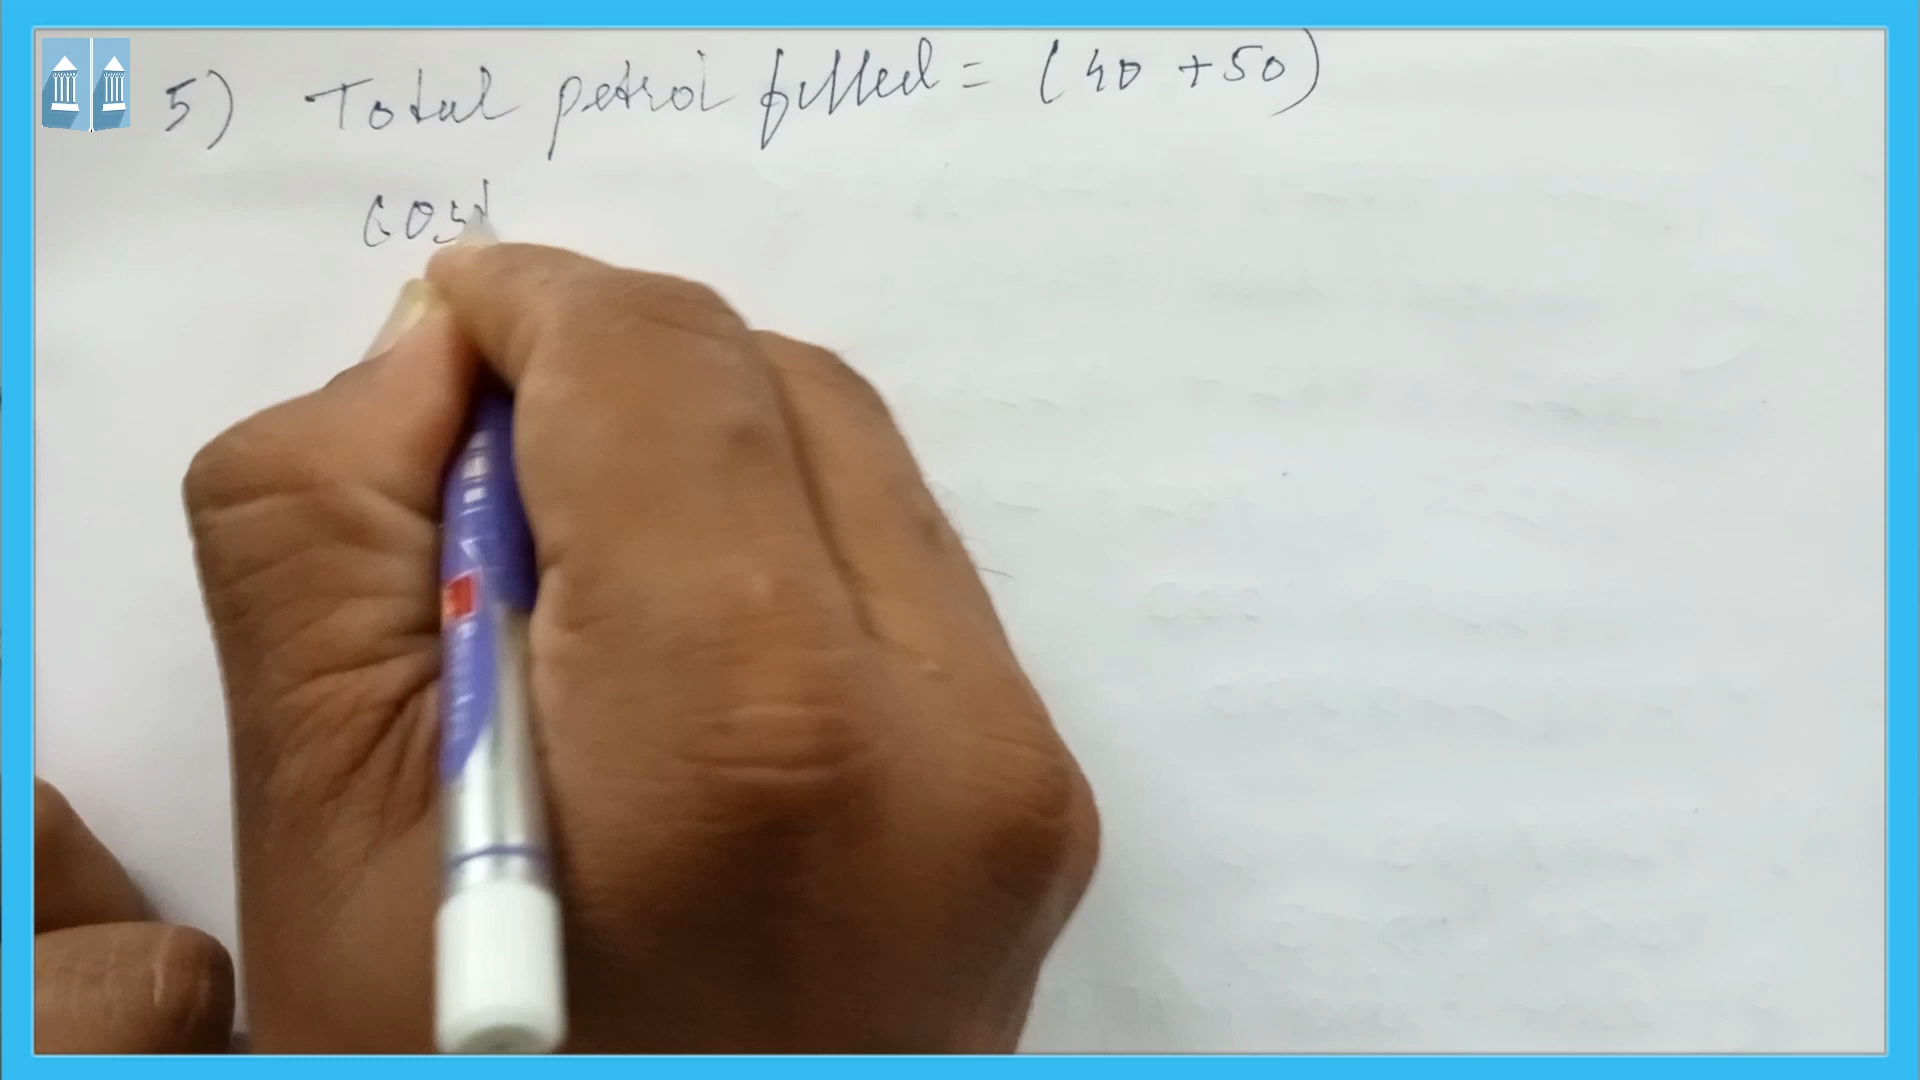 5) Total petrol filled = (40 + 50)
cost